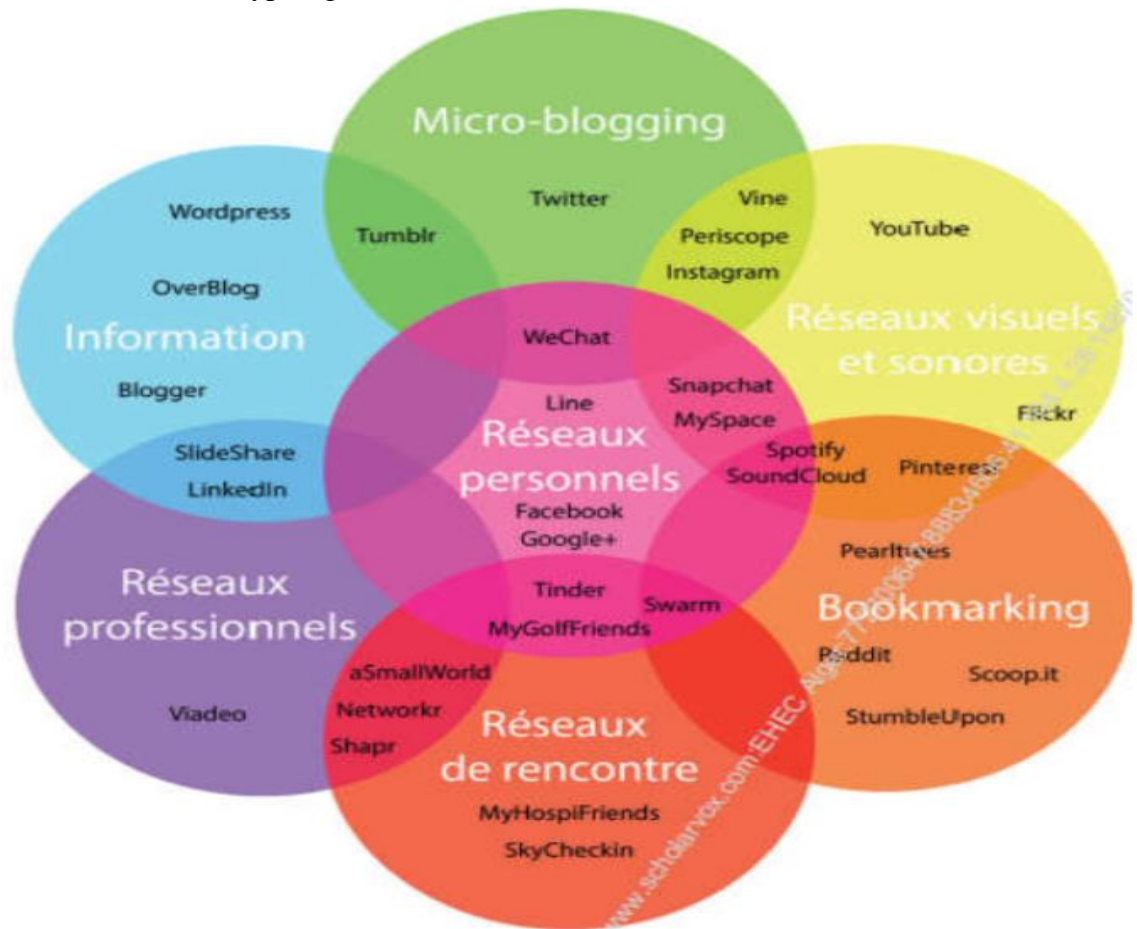 Micro-blogging
Twitter
Vine
Periscope
Instagram
Wordpress
Tumblr
OverBlog
Information
Blogger
YouTube
Réseaux visuels
et sonores
Flickr
WeChat
Line
Snapchat
MySpace
Réseaux
personnels
Spotify
SoundCloud
Pinterest
Facebook
Google+
SlideShare
LinkedIn
Réseaux
professionnels
Viadeo
Tinder
Swarm
MyGolfFriends
Pearltrees
Bookmarking
Reddit
Scoop.it
StumbleUpon
aSmallWorld
Networkr
Shapr
Réseaux
de rencontre
MyHospiFriends
SkyCheckin
www.scholarvox.com:EHEC